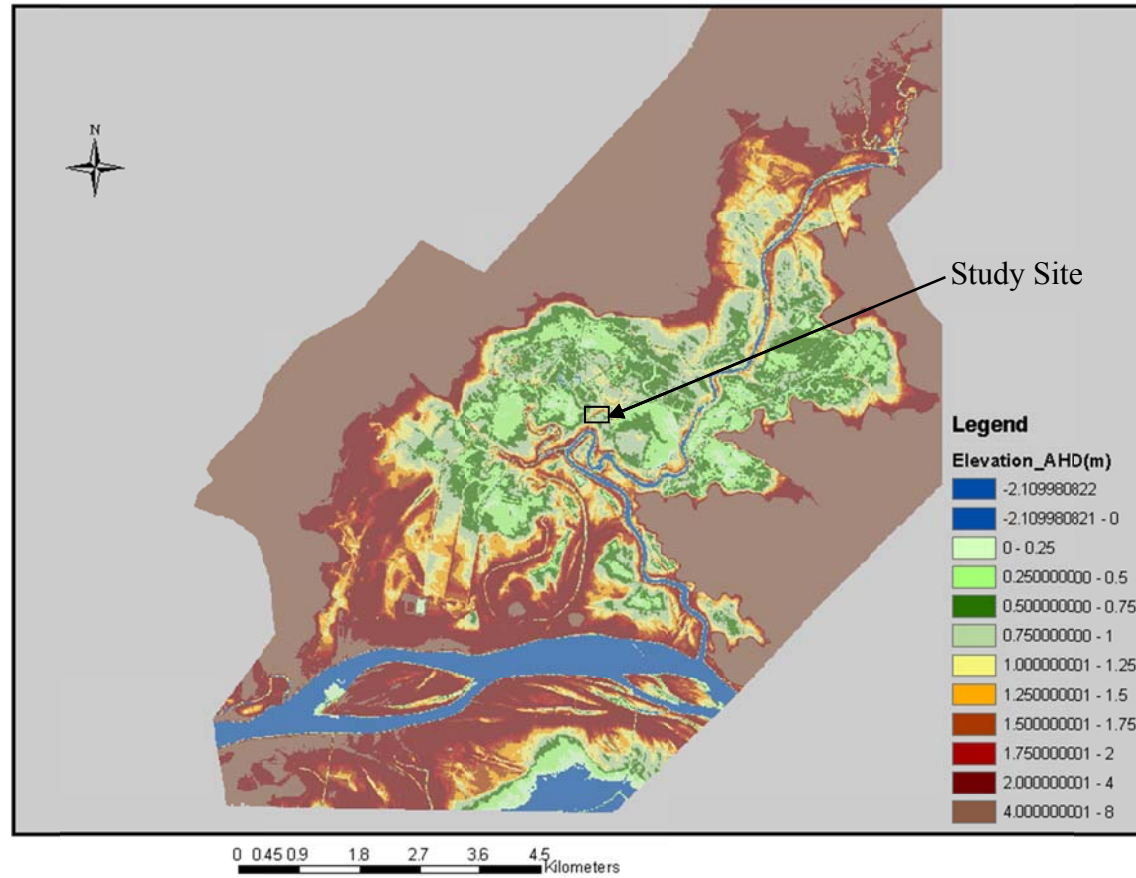 N
Study Site
Legend
Elevation_AHD(m)
-2.109980822
-2.109980821 - 0
0 - 0.25
0.250000000 - 0.5
0.500000000 - 0.75
0.750000000 - 1
1.000000001 - 1.25
1.250000001 - 1.5
1.500000001 - 1.75
1.750000001 - 2
2.000000001 - 4
4.000000001 - 8
0 0.45 0.9 1.8 2.7 3.6 4.5
Kilometers